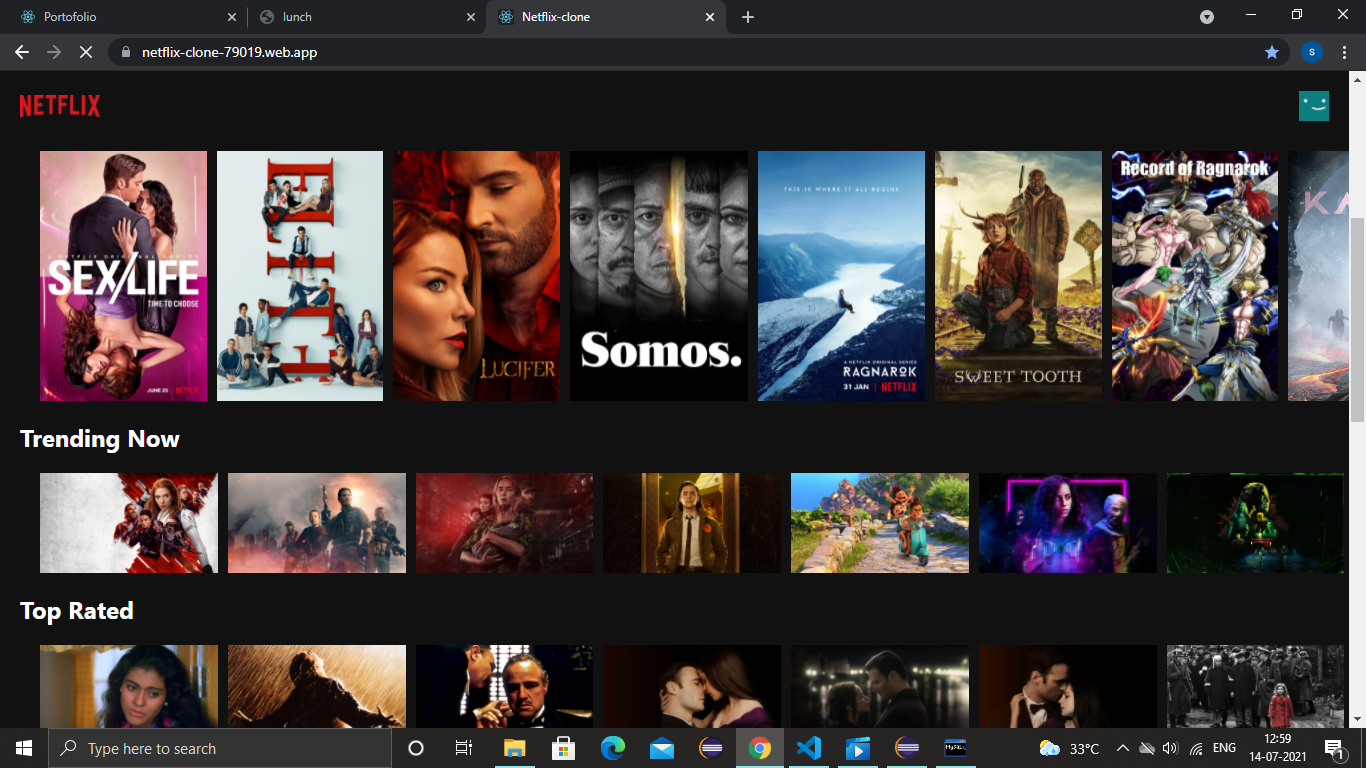 Portofolio
lunch
Netflix-clone
netflix-clone-79019.web.app
s
NETFLIX
A NETFLIX ORIGINAL SERIES
SEX/LIFE
TIME TO CHOOSE
JUNE 25 | NETFLIX
ELITE
LUCIFER
Somos.
THIS IS WHERE IT ALL BEGINS
A NETFLIX ORIGINAL SERIES
RAGNARöK
31 JAN | NETFLIX
SWEET TOOTH
Record of Ragnarok
KA
Trending Now
Top Rated
Type here to search
MySQL
33°C
ENG
12:59
14-07-2021
1